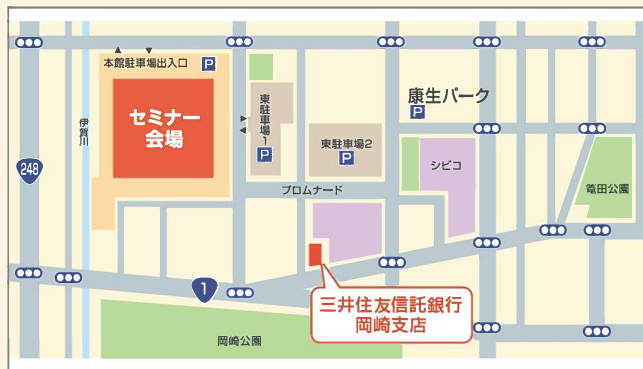 本館駐車場出入口
P
セミナー
会場
伊賀川
248
東駐車場1
P
東駐車場2
P
康生パーク
P
シビコ
篭田公園
プロムナード
1
三井住友信託銀行
岡崎支店
岡崎公園